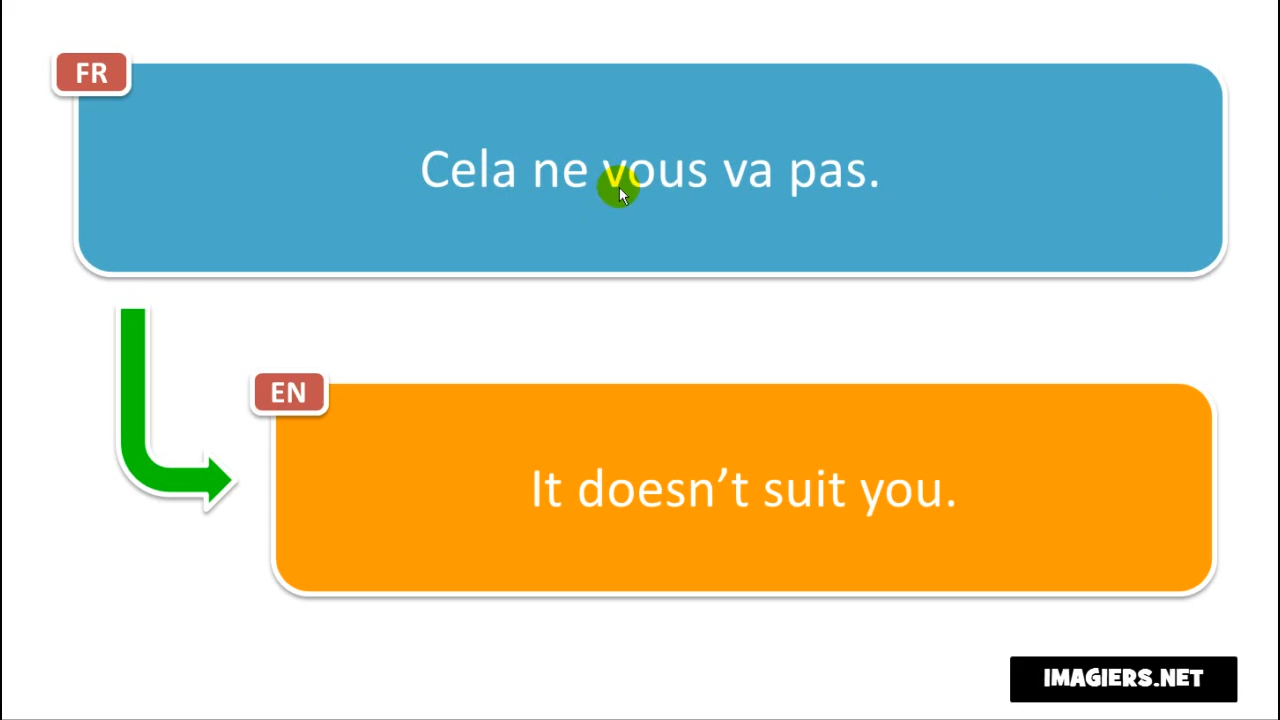 FR
Cela ne vous va pas.
EN
It doesn’t suit you.
IMAGIERS.NET